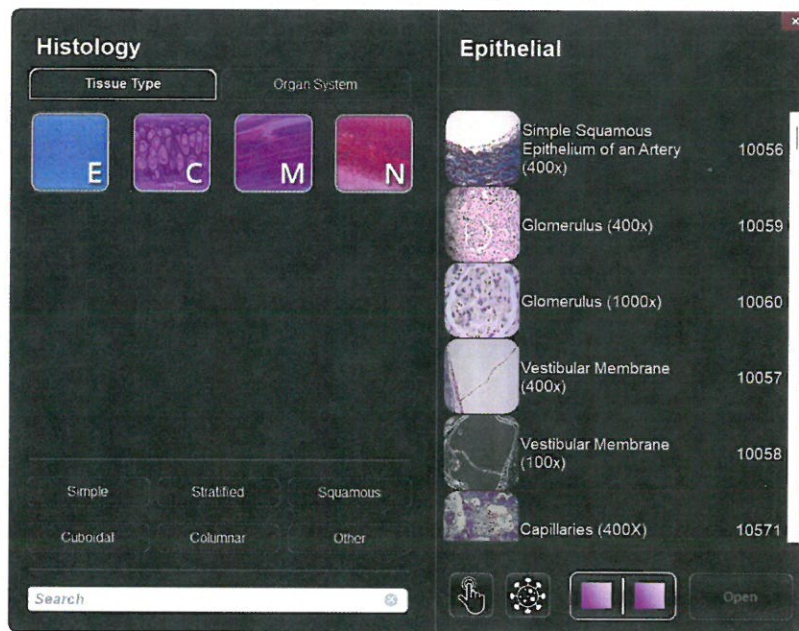 Histology
Tissue Type
Organ System
E
C
M
N
Simple
Stratified
Squamous
Cuboidal
Columnar
Other
Search
Epithelial
Simple Squamous
Epithelium of an Artery
(400x)
10056
Glomerulus (400x)
10059
Glomerulus (1000x)
10060
Vestibular Membrane
(400x)
10057
Vestibular Membrane
(100x)
10058
Capillaries (400X)
10571
Open